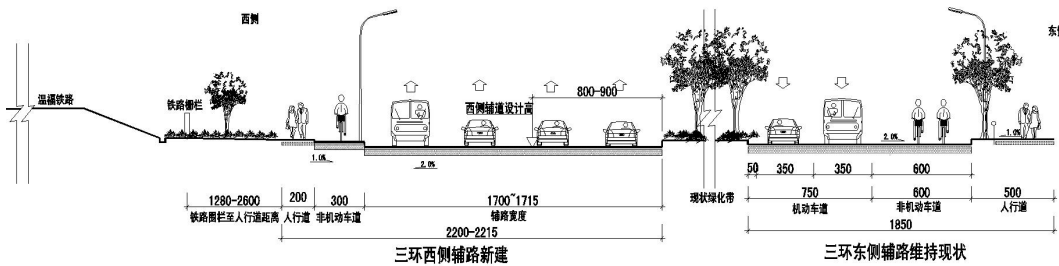 西侧
800-900
温福铁路
铁路栅栏
西侧辅道设计高
1.0%
2.0%
2.0%
1.0%
50
350
350
600
1280-2600
200
300
1700~1715
现状绿化带
750
600
500
铁路围栏至人行道距离
人行道
非机动车道
辅路宽度
机动车道
非机动车道
人行道
2200-2215
1850
三环西侧辅路新建
三环东侧辅路维持现状